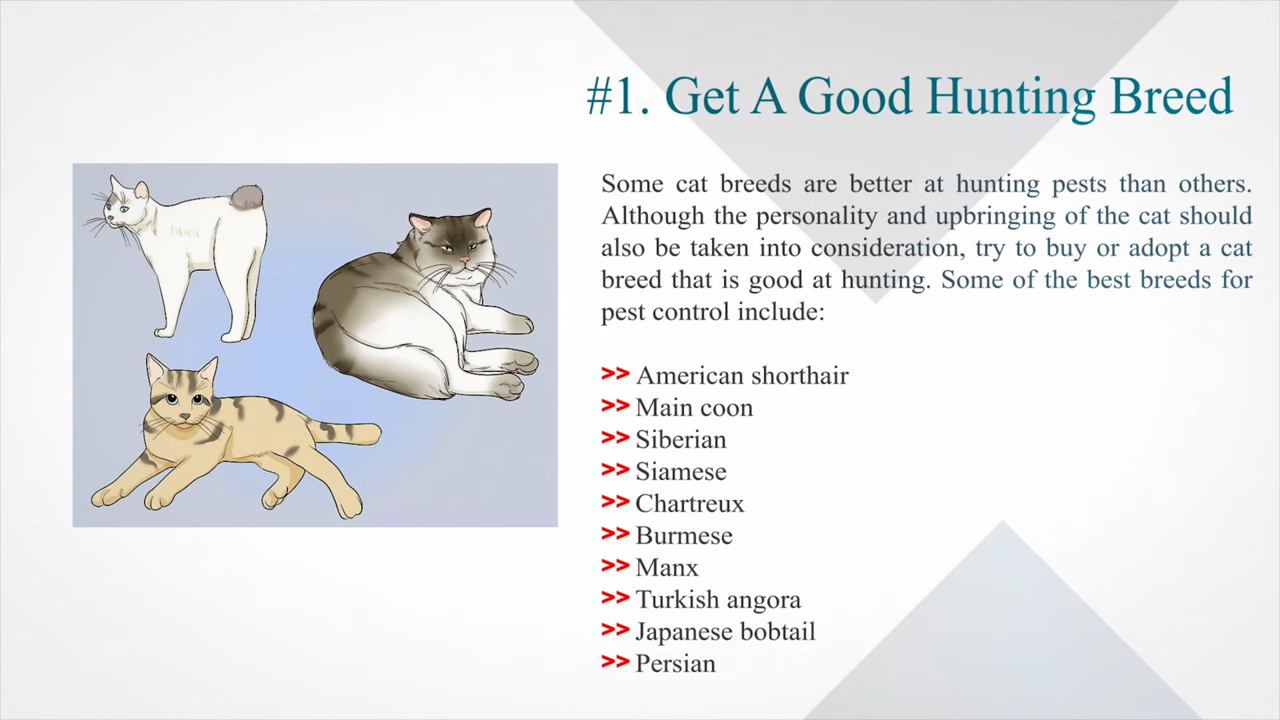 #1. Get A Good Hunting Breed
Some cat breeds are better at hunting pests than others.
Although the personality and upbringing of the cat should
also be taken into consideration, try to buy or adopt a cat
breed that is good at hunting. Some of the best breeds for
pest control include:
>> American shorthair
>> Main coon
>> Siberian
>> Siamese
>> Chartreux
>> Burmese
>> Manx
>> Turkish angora
>> Japanese bobtail
>> Persian